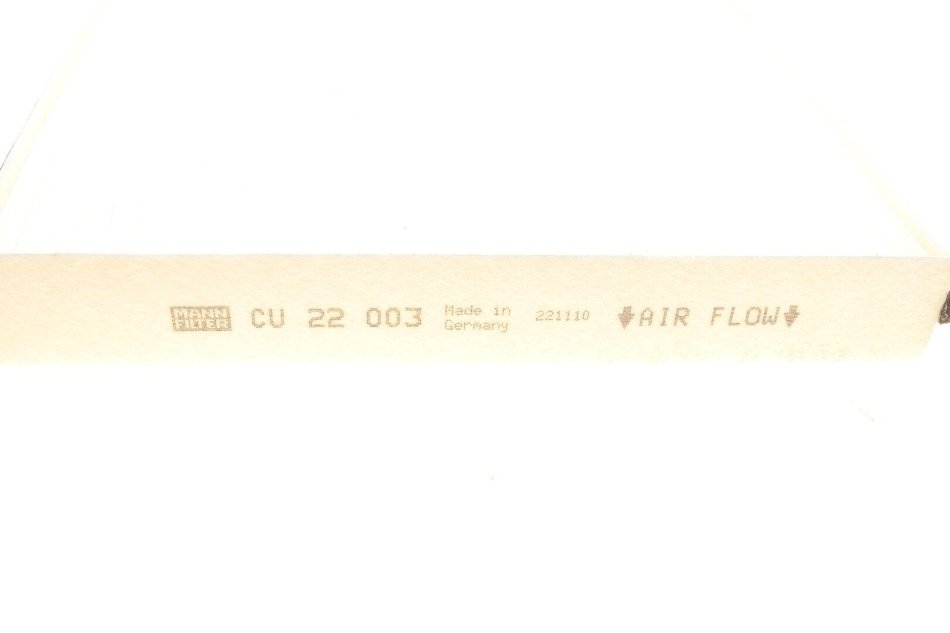 MANN
FILTER
CU 22 003
Made in
Germany
221110
AIR FLOW